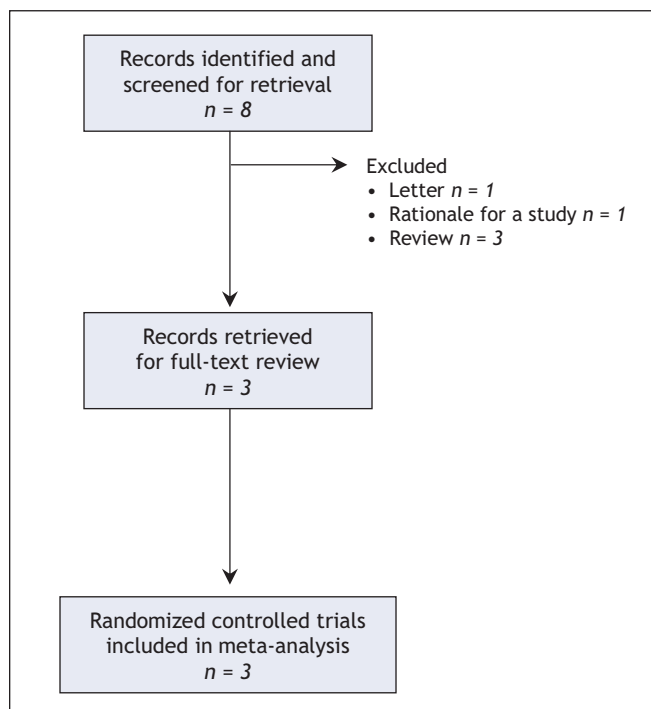 Records identified and
screened for retrieval
n = 8
Excluded
• Letter n = 1
• Rationale for a study n = 1
• Review n = 3
Records retrieved
for full-text review
n = 3
Randomized controlled trials
included in meta-analysis
n = 3